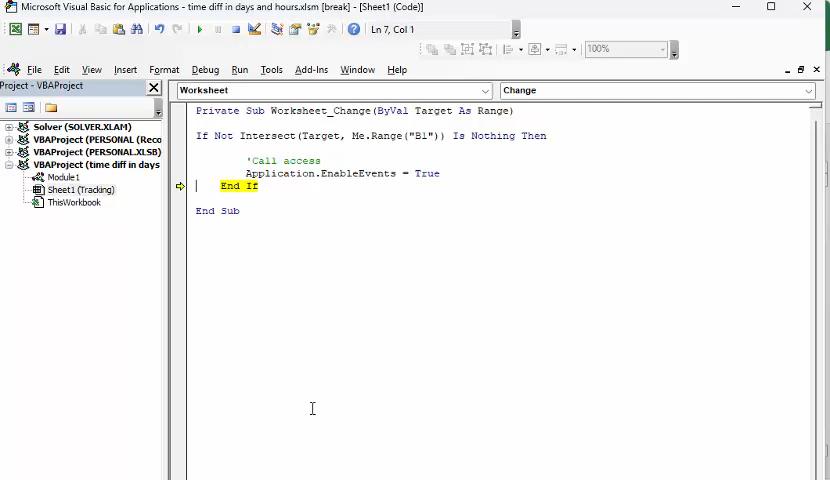 Microsoft Visual Basic for Applications - time diff in days and hours.xlsm [break] - [Sheet1 (Code)]
Ln 7, Col 1
100%
File Edit View Insert Format Debug Run Tools Add-Ins Window Help
Project - VBAProject
Worksheet
Change
Solver (SOLVER.XLAM)
VBAProject (PERSONAL (Reco
VBAProject (PERSONAL.XLSB)
VBAProject (time diff in days
Module1
Sheet1 (Tracking)
ThisWorkbook
Private Sub Worksheet_Change(ByVal Target As Range)
If Not Intersect(Target, Me.Range("B1")) Is Nothing Then
'Call access
Application.EnableEvents = True
End If
End Sub